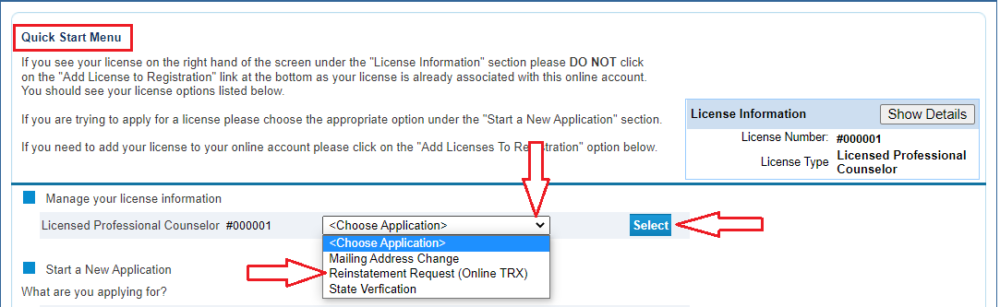 Quick Start Menu
If you see your license on the right hand of the screen under the "License Information" section please DO NOT click
on the "Add License to Registration" link at the bottom as your license is already associated with this online account.
You should see your license options listed below.
If you are trying to apply for a license please choose the appropriate option under the "Start a New Application" section.
If you need to add your license to your online account please click on the "Add Licenses To Registration" option below.
License Information Show Details
License Number: #000001
License Type Licensed Professional
Counselor
Manage your license information
Licensed Professional Counselor #000001 <Choose Application> Select
<Choose Application>
Mailing Address Change
Reinstatement Request (Online TRX)
State Verfication
Start a New Application
What are you applying for?